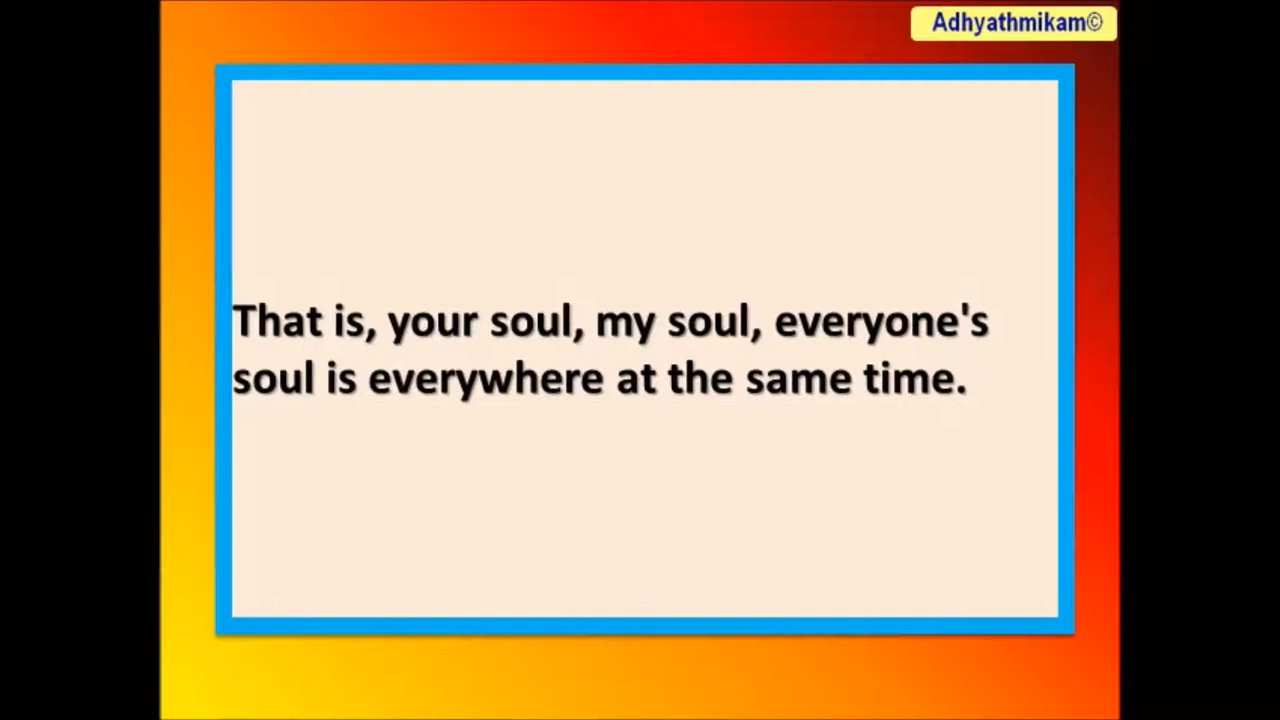 Adhyathmikam©
That is, your soul, my soul, everyone's
soul is everywhere at the same time.